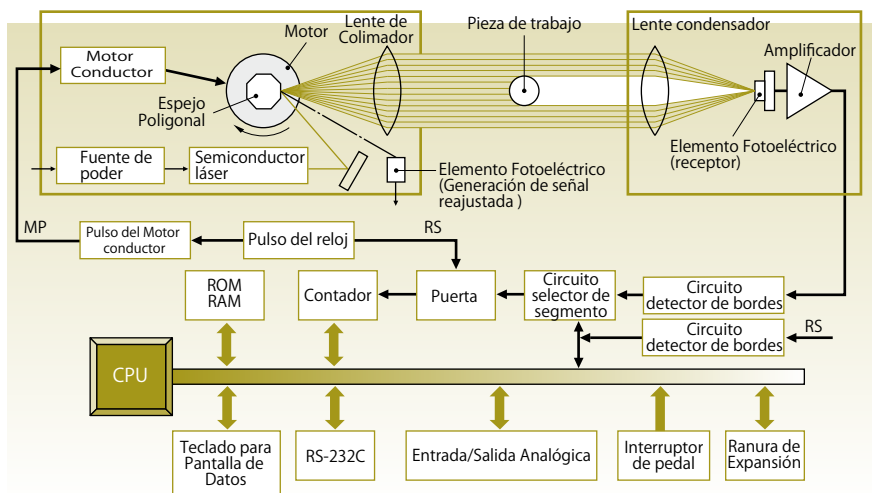 Motor
Conductor
Motor
Lente de
Colimador
Pieza de trabajo
Lente condensador
Amplificador
Espejo
Poligonal
Fuente de
poder
Semiconductor
láser
Elemento Fotoeléctrico
(Generación de señal
reajustada )
Elemento Fotoeléctrico
(receptor)
MP
Pulso del Motor
conductor
Pulso del reloj
RS
ROM
RAM
Contador
Puerta
Circuito
selector de
segmento
Circuito
detector de bordes
Circuito
detector de bordes
RS
CPU
Teclado para
Pantalla de
Datos
RS-232C
Entrada/Salida Analógica
Interruptor
de pedal
Ranura de
Expansión